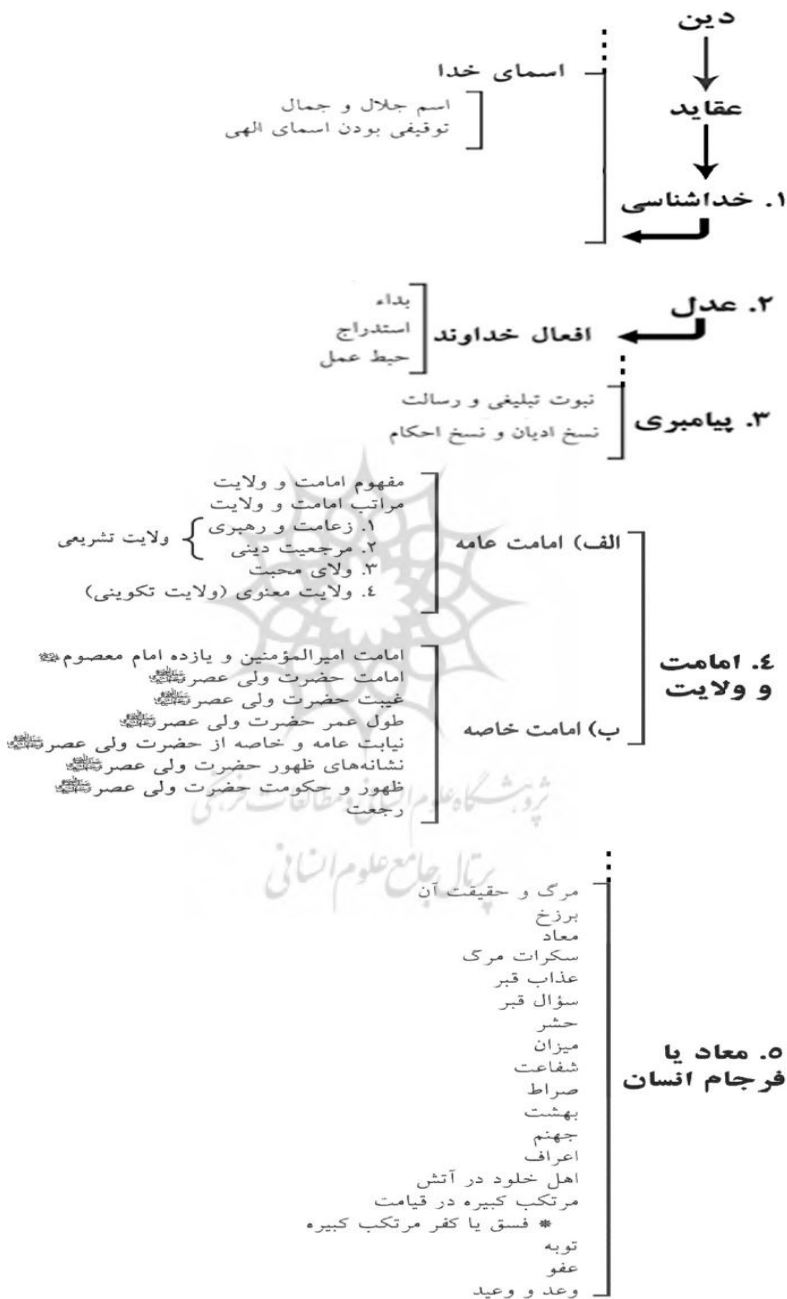 دین
عقاید
۱. خداشناسی
اسمای خدا
اسم جلال و جمال
توقیفی بودن اسمای الهی
۲. عدل
افعال خداوند
بداء
استدراج
حبط عمل
۳. پیامبری
نبوت تبلیغی و رسالت
نسخ ادیان و نسخ احکام
٤. امامت
و ولایت
الف) امامت عامه
مفهوم امامت و ولایت
مراتب امامت و ولایت
۱. زعامت و رهبری
۲. مرجعیت دینی
ولایت تشریعی
۳. ولای محبت
٤. ولایت معنوی (ولایت تکوینی)
ب) امامت خاصه
امامت امیرالمؤمنین و یازده امام معصوم
امامت حضرت ولی عصر
غیبت حضرت ولی عصر
طول عمر حضرت ولی عصر
نیابت عامه و خاصه از حضرت ولی عصر
نشانه‌های ظهور حضرت ولی عصر
ظهور و حکومت حضرت ولی عصر
رجعت
پژوهشگاه علوم انسانی و مطالعات فرهنگی
پرتال جامع علوم انسانی
۵. معاد یا
فرجام انسان
مرگ و حقیقت آن
برزخ
معاد
سکرات مرگ
عذاب قبر
سؤال قبر
حشر
میزان
شفاعت
صراط
بهشت
جهنم
اعراف
اهل خلود در آتش
مرتکب کبیره در قیامت
* فسق یا کفر مرتکب کبیره
توبه
عفو
وعد و وعید